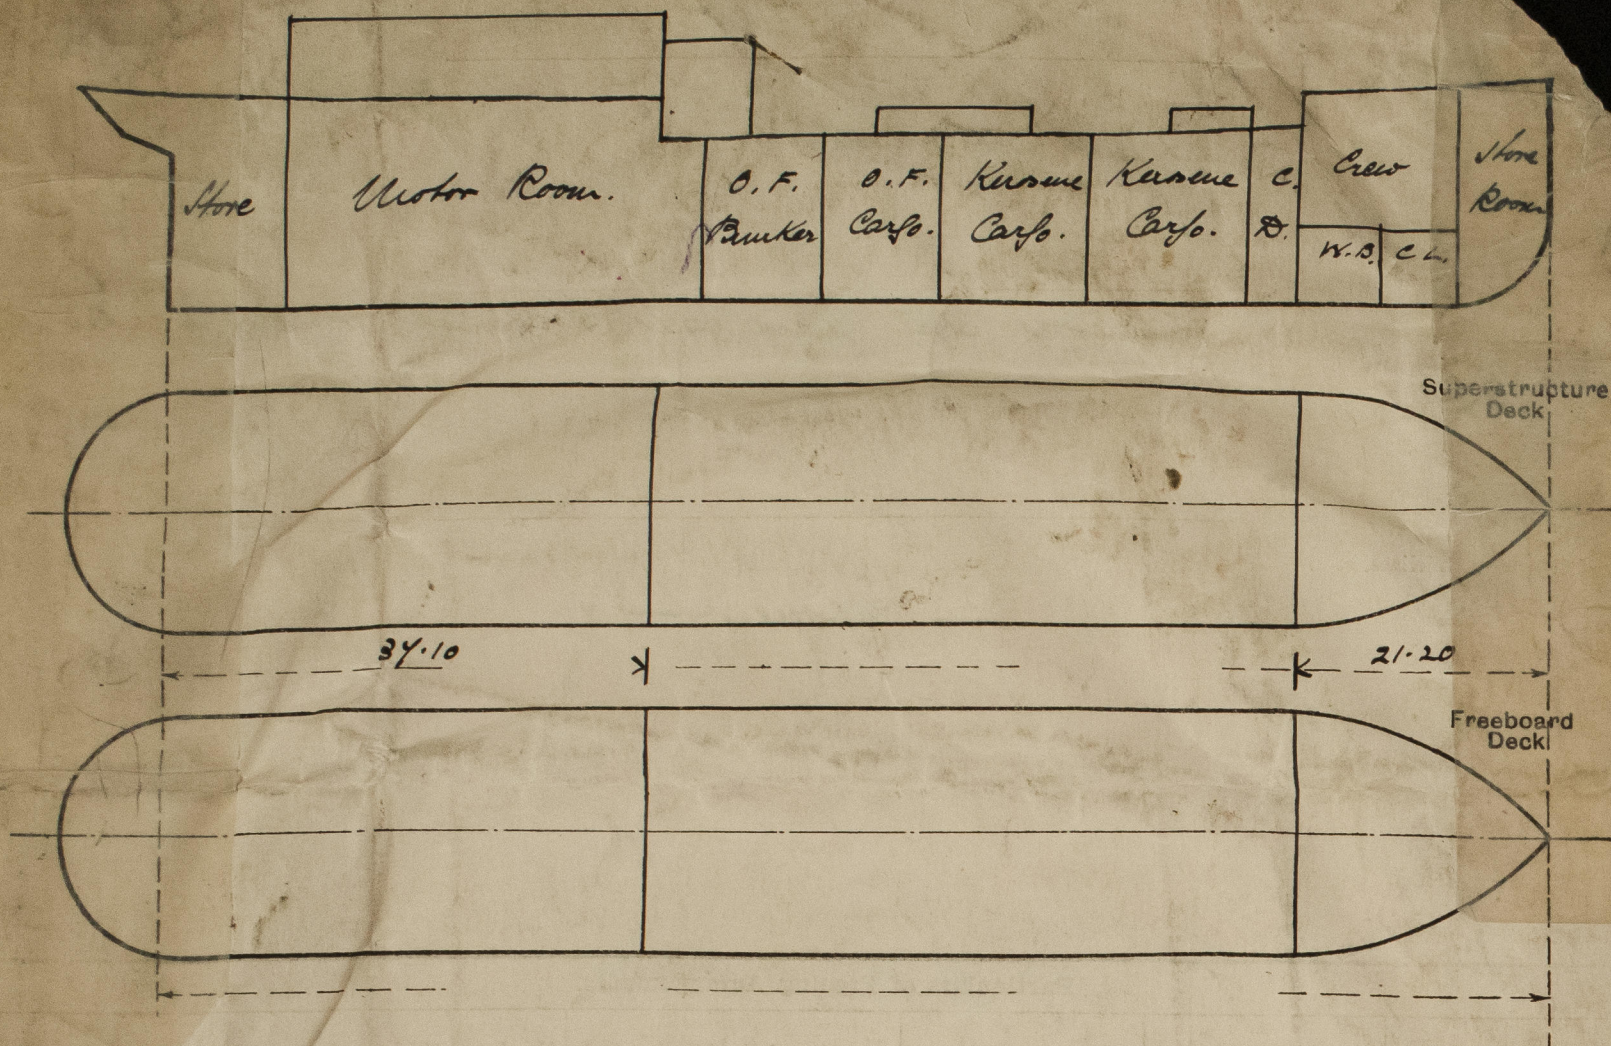 Store
Motor Room.
O. F.
Bunker
O. F.
Cargo.
Kerosene
Cargo.
Kerosene
Cargo.
C.
D.
Crew
W.B.
C L.
Store
Room
Superstructure
Deck
37.10
21.20
Freeboard
Deck